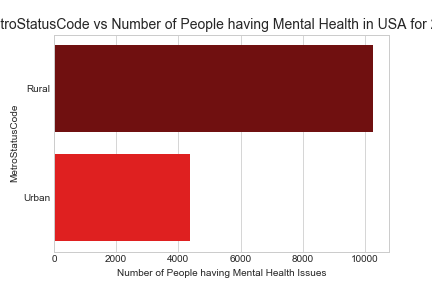 troStatusCode vs Number of People having Mental Health in USA for
Rural
MetroStatusCode
Urban
0 2000 4000 6000 8000 10000
Number of People having Mental Health Issues